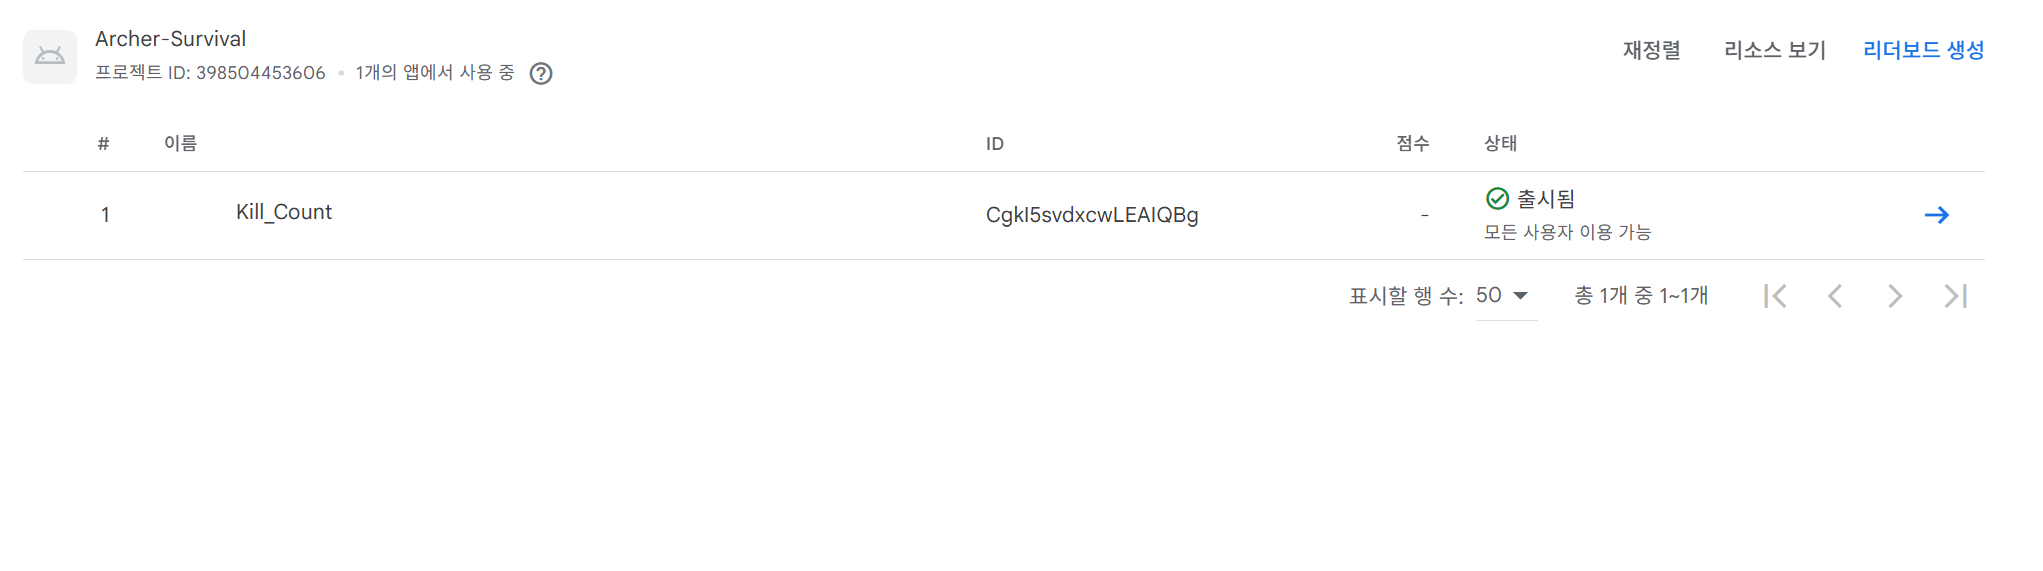 Archer-Survival
프로젝트 ID: 398504453606 • 1개의 앱에서 사용 중
재정렬 리소스 보기 리더보드 생성
# 이름 ID 점수 상태
1 Kill_Count CgkI5svdxcwLEAIQBg - 출시됨
모든 사용자 이용 가능
표시할 행 수: 50 총 1개 중 1~1개